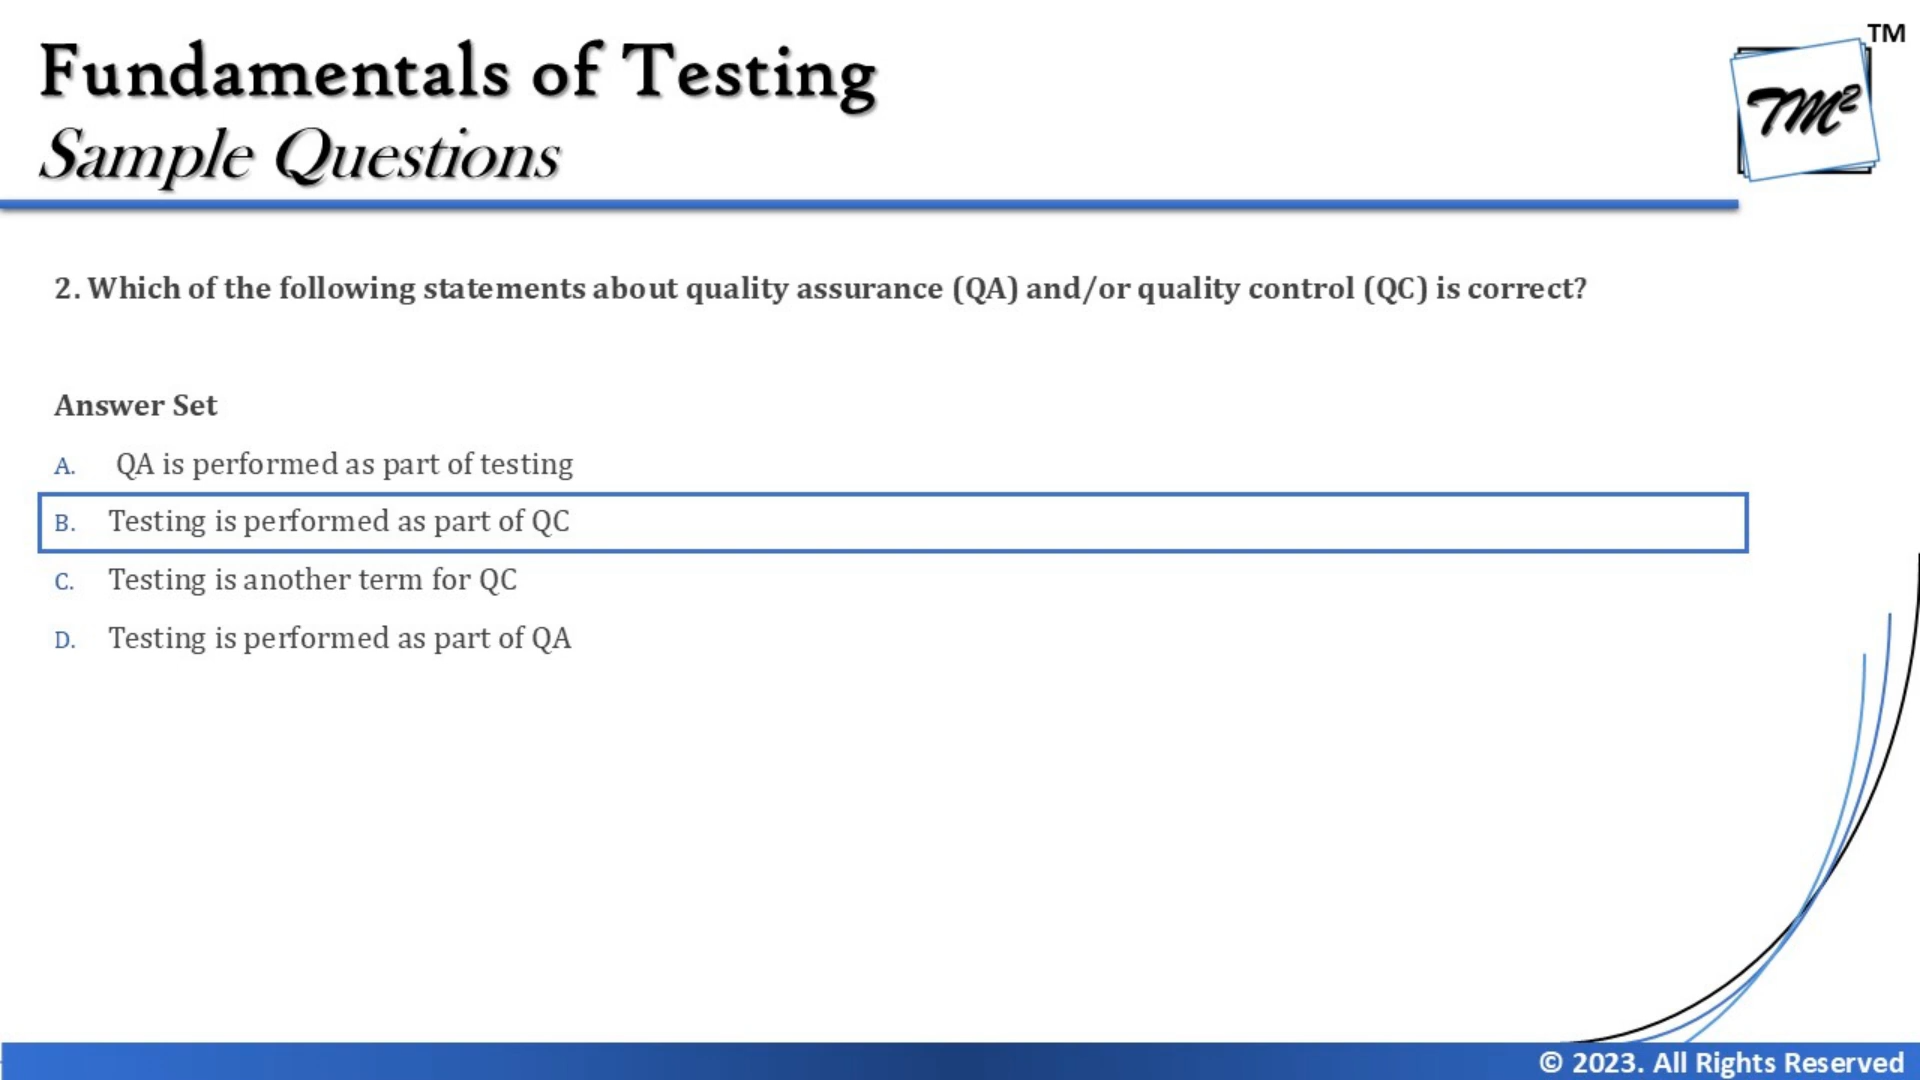 Fundamentals of Testing
Sample Questions
TM
TM²
2. Which of the following statements about quality assurance (QA) and/or quality control (QC) is correct?
Answer Set
A. QA is performed as part of testing
B. Testing is performed as part of QC
C. Testing is another term for QC
D. Testing is performed as part of QA
© 2023. All Rights Reserved